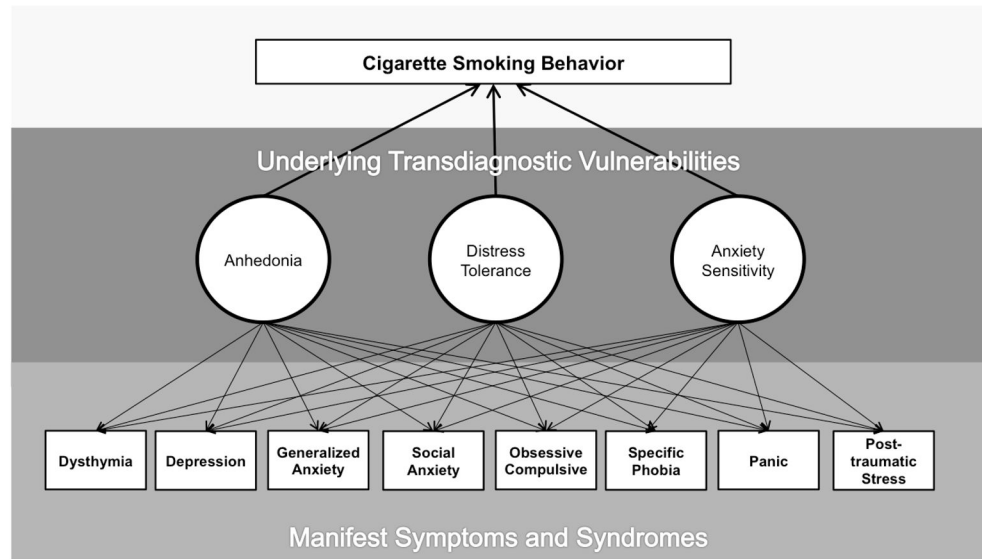 Cigarette Smoking Behavior
Underlying Transdiagnostic Vulnerabilities
Anhedonia
Distress
Tolerance
Anxiety
Sensitivity
Dysthymia
Depression
Generalized
Anxiety
Social
Anxiety
Obsessive
Compulsive
Specific
Phobia
Panic
Post-
traumatic
Stress
Manifest Symptoms and Syndromes